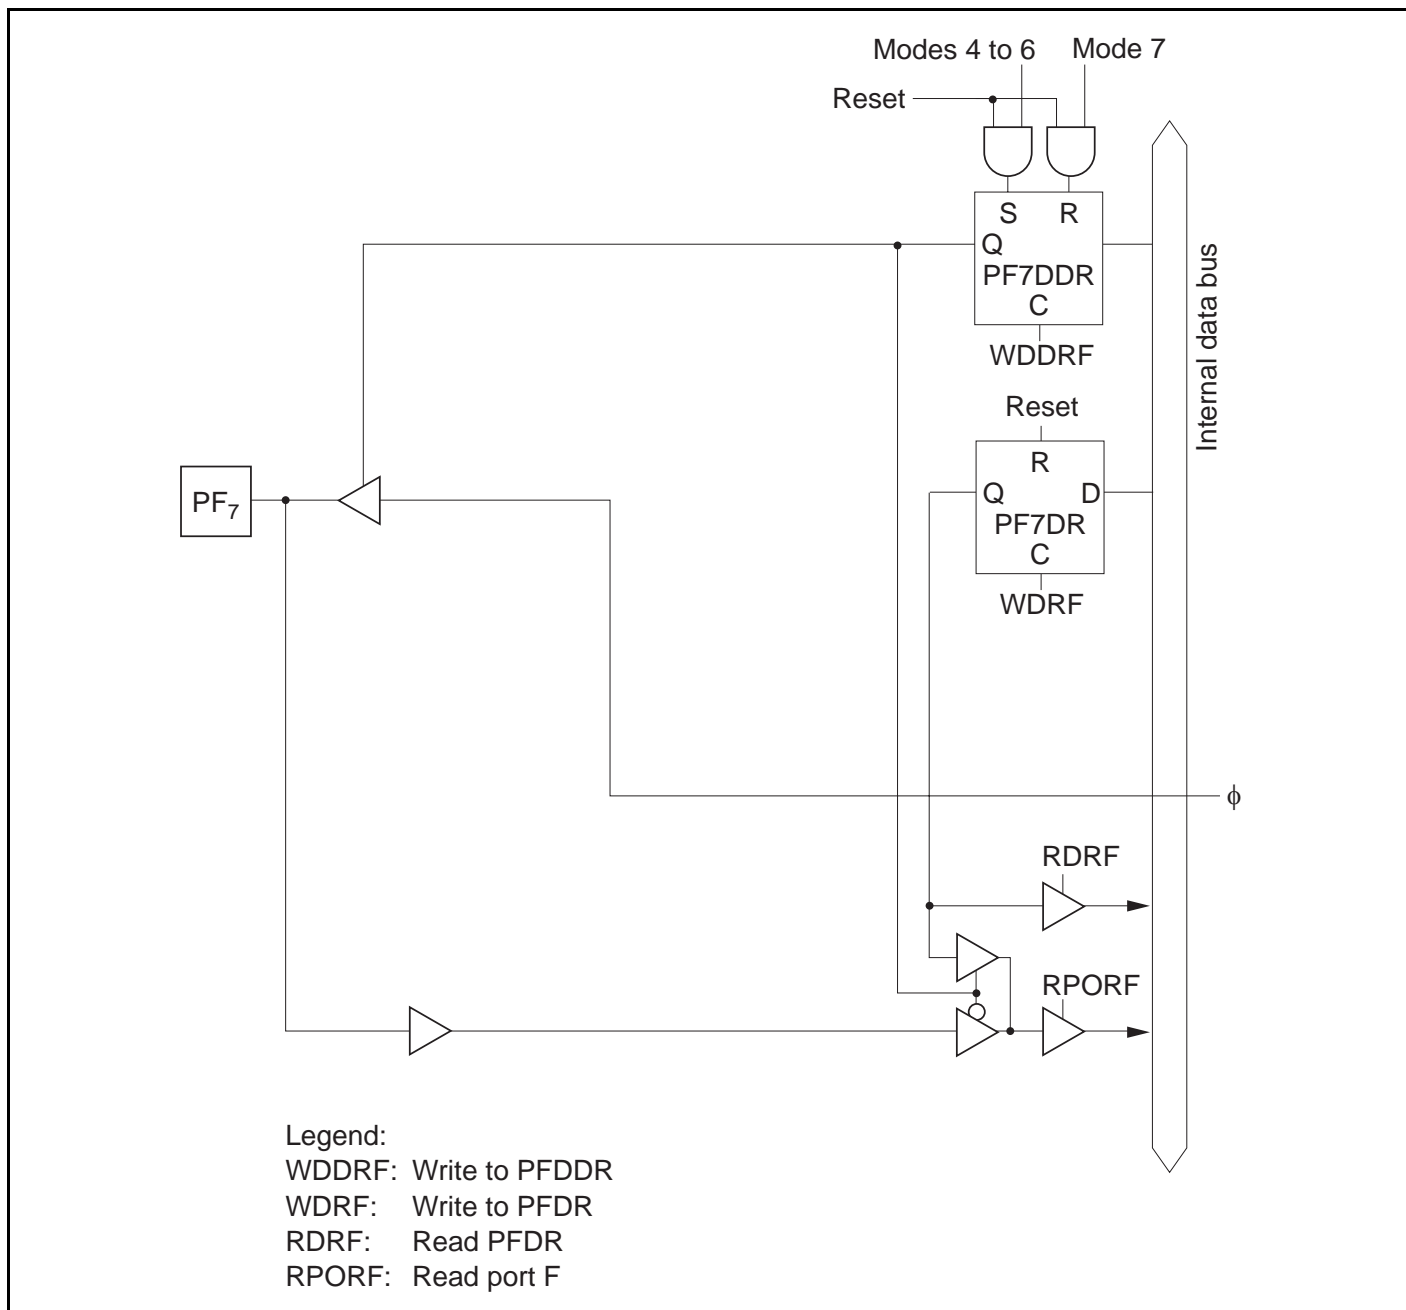 Modes 4 to 6 Mode 7
Reset
S R
Q
PF7DDR
C
WDDRF
Internal data bus
Reset
R
PF7 Q D
PF7DR
C
WDRF
ϕ
RDRF
RPORF
Legend:
WDDRF: Write to PFDDR
WDRF: Write to PFDR
RDRF: Read PFDR
RPORF: Read port F